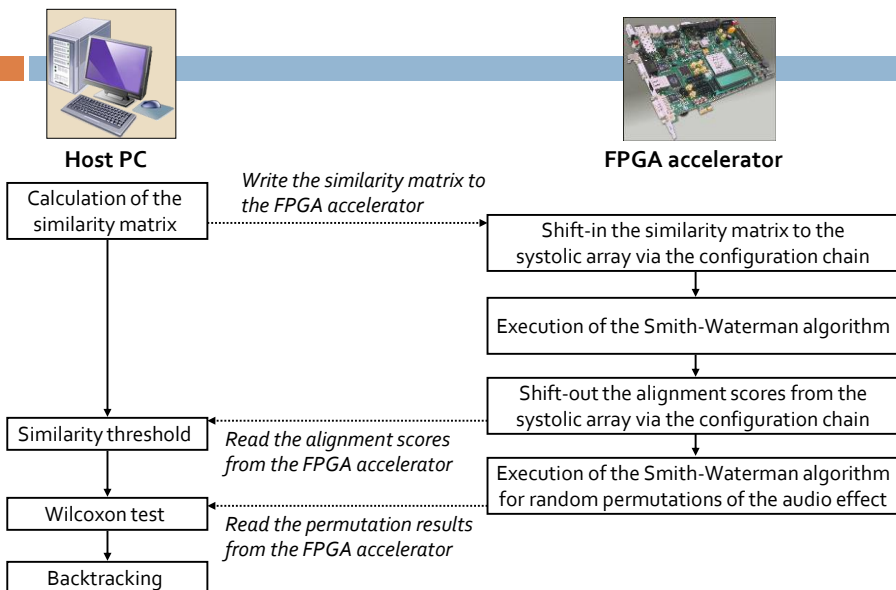 Host PC
FPGA accelerator
Calculation of the
similarity matrix
Write the similarity matrix to
the FPGA accelerator
Shift-in the similarity matrix to the
systolic array via the configuration chain
Execution of the Smith-Waterman algorithm
Shift-out the alignment scores from the
systolic array via the configuration chain
Similarity threshold
Read the alignment scores
from the FPGA accelerator
Execution of the Smith-Waterman algorithm
for random permutations of the audio effect
Wilcoxon test
Read the permutation results
from the FPGA accelerator
Backtracking